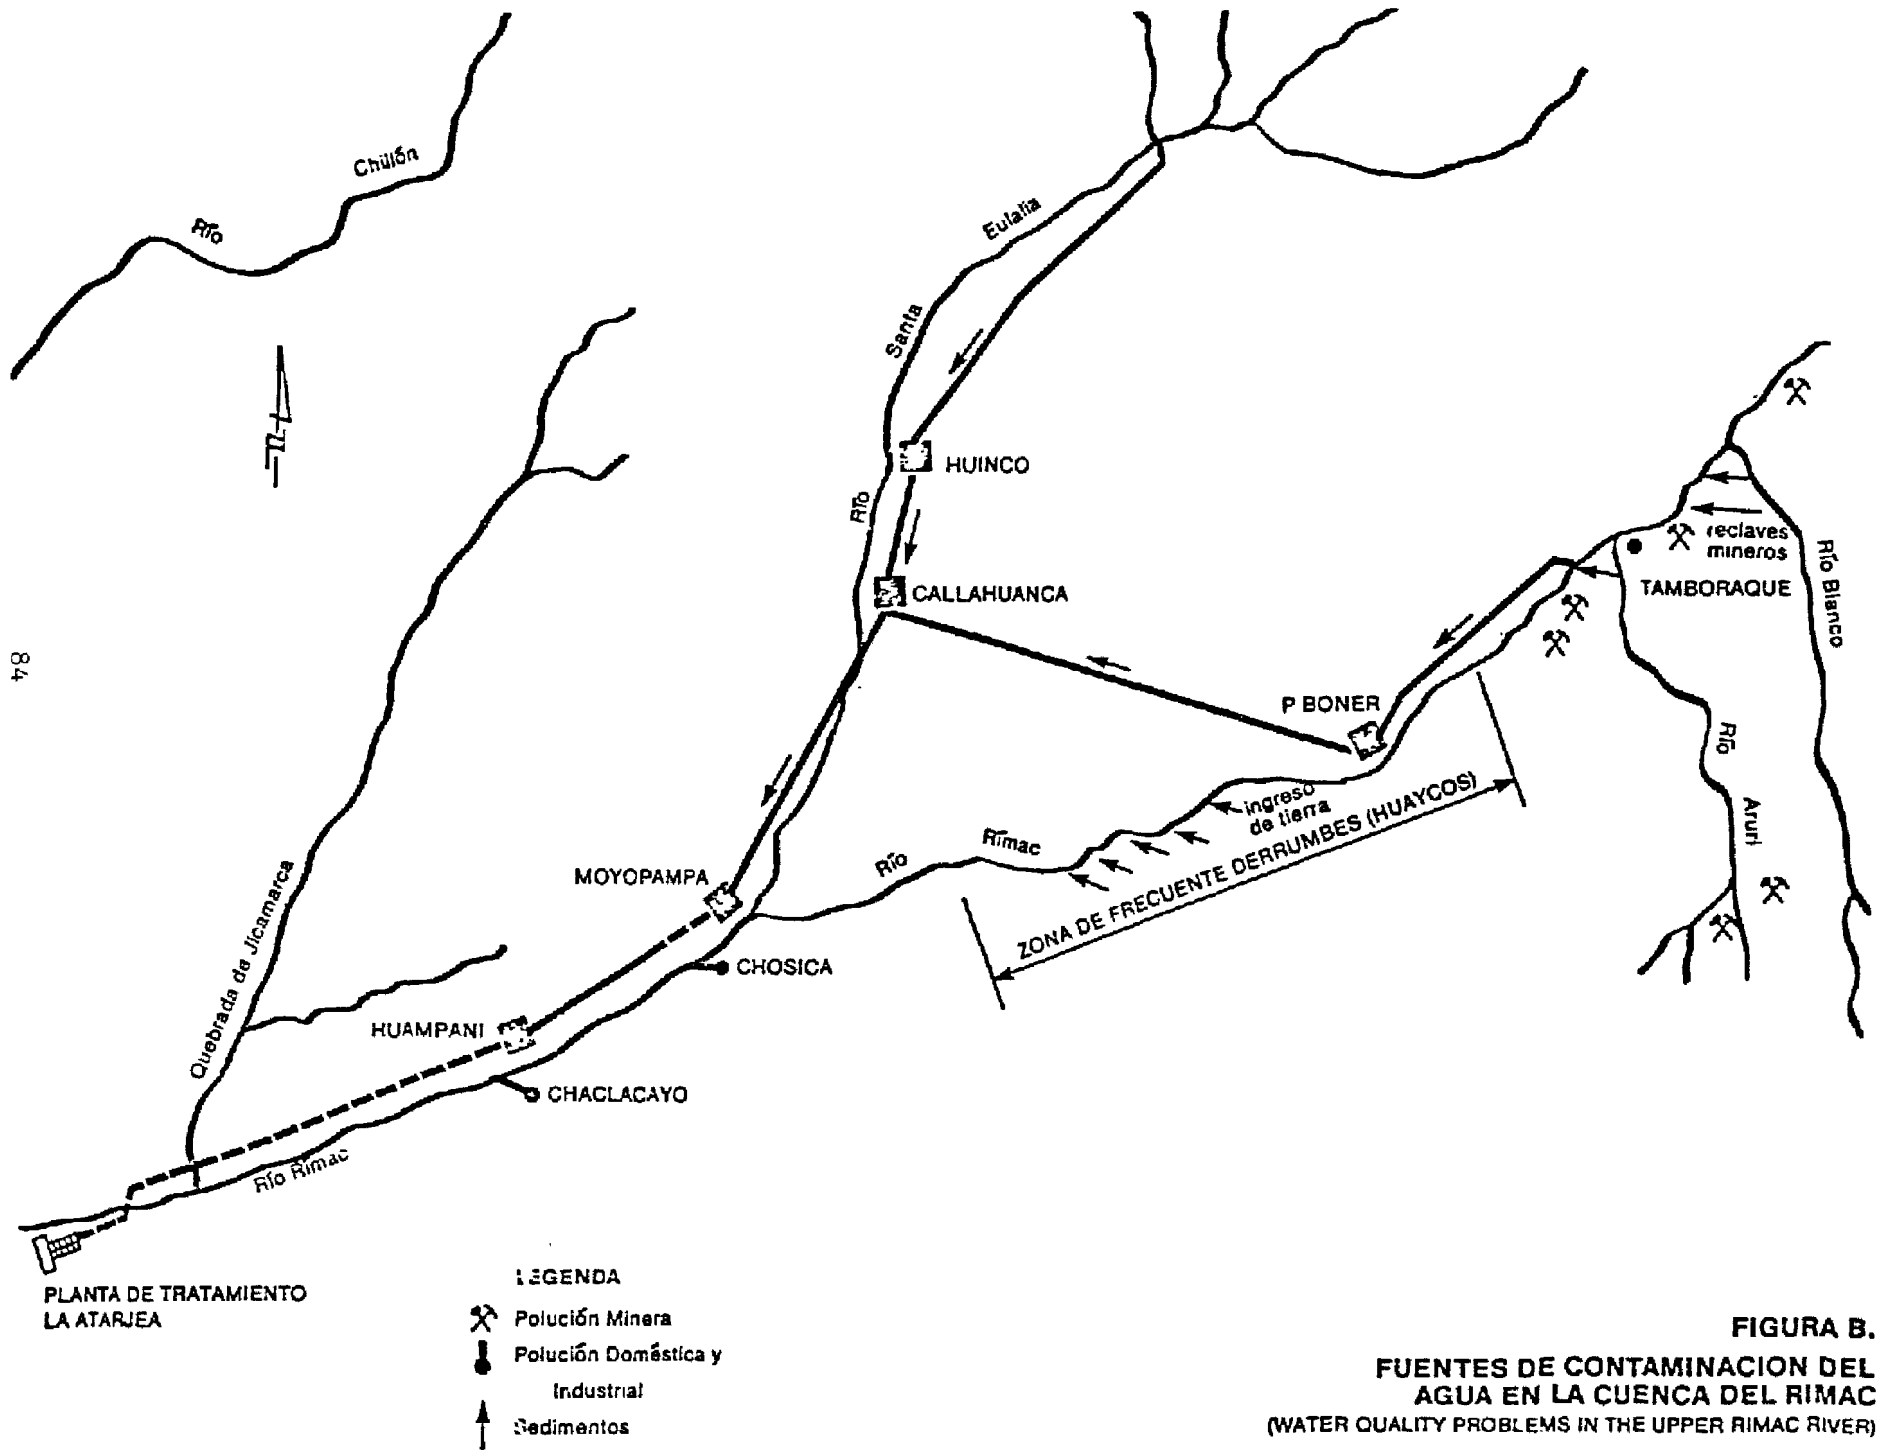 Chillón
Río
Eulalia
Santa
Río
HUINCO
CALLAHUANCA
reclaves
mineros
TAMBORAQUE
Río Blanco
P BONER
Río
Aruri
ingreso
de tierra
ZONA DE FRECUENTE DERRUMBES (HUAYCOS)
Rímac
Río
MOYOPAMPA
CHOSICA
Quebrada de Jicamarca
HUAMPANI
CHACLACAYO
Río Rímac
84
PLANTA DE TRATAMIENTO
LA ATARJEA
LEGENDA
Polución Minera
Polución Doméstica y
Industrial
Sedimentos
FIGURA B.
FUENTES DE CONTAMINACION DEL
AGUA EN LA CUENCA DEL RIMAC
(WATER QUALITY PROBLEMS IN THE UPPER RIMAC RIVER)